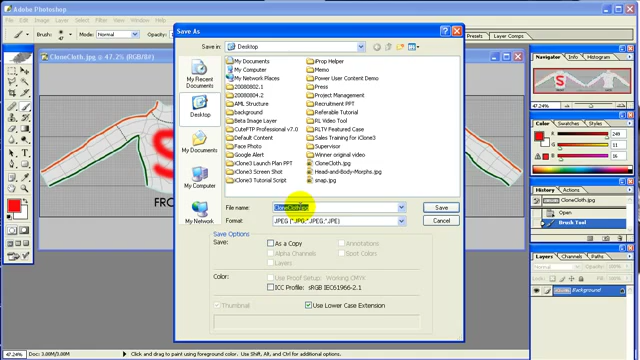 Adobe Photoshop
File Edit Image Layer Select Filter View Window Help
Brush: 47 Mode: Normal Opacity:
Layer Comps
CloneCloth.jpg @ 47.2% (RGB/8#)
Save As
Save in: Desktop
My Recent Documents
Desktop
My Documents
My Computer
My Network
My Documents
My Computer
My Network Places
20080802.1
20080804.2
AML Structure
background
Beta Image Layer
CuteFTP Professional v7.0
Default Content
Face Photo
Google Alert
iClone3 Launch Plan PPT
iClone3 Screen Shot
iClone3 Tutorial Script
iProp Helper
Memo
Power User Content Demo
Press
Project Management
Recruitment PPT
Referable Tutorial
RL Video Tool
RLTV Featured Case
Sales Training for iClone3
Supervisor
Winner original video
CloneCloth.jpg
Head-and-Body-Morphs.jpg
snap.jpg
File name: CloneCloth.jpg Save
Format: JPEG (*.JPG;*.JPEG;*.JPE) Cancel
Save Options
Save: As a Copy Annotations
Alpha Channels Spot Colors
Layers
Color: Use Proof Setup: Working CMYK
ICC Profile: sRGB IEC61966-2.1
Thumbnail Use Lower Case Extension
S
FRO
Navigator Info Histogram
47.24%
Color Swatches Styles
R 249
G 11
B 16
History Actions
CloneCloth.jpg
Open
Brush Tool
Layers Channels Paths
Normal Opacity:
Lock: Fill:
Background
47.24% Doc: 3.00M/3.00M Click and drag to paint using foreground color. Use Shift, Alt, and Ctrl for additional options.